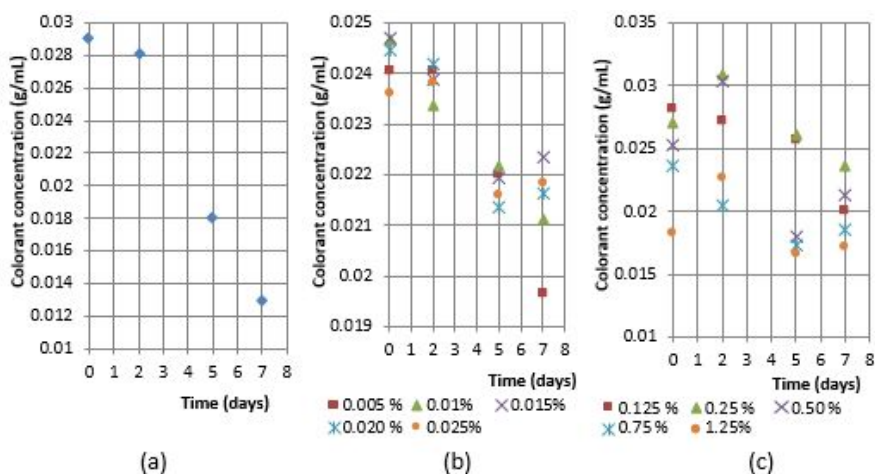 Colorant concentration (g/mL)
0.03
0.028
0.026
0.024
0.022
0.02
0.018
0.016
0.014
0.012
0.01
0 1 2 3 4 5 6 7 8
Time (days)
(a)
Colorant concentration (g/mL)
0.025
0.024
0.023
0.022
0.021
0.02
0.019
0 1 2 3 4 5 6 7 8
Time (days)
0.005 % 0.01% 0.015%
0.020 % 0.025%
(b)
Colorant concentration (g/mL)
0.035
0.03
0.025
0.02
0.015
0.01
0 1 2 3 4 5 6 7 8
Time (days)
0.125 % 0.25 % 0.50 %
0.75 % 1.25%
(c)